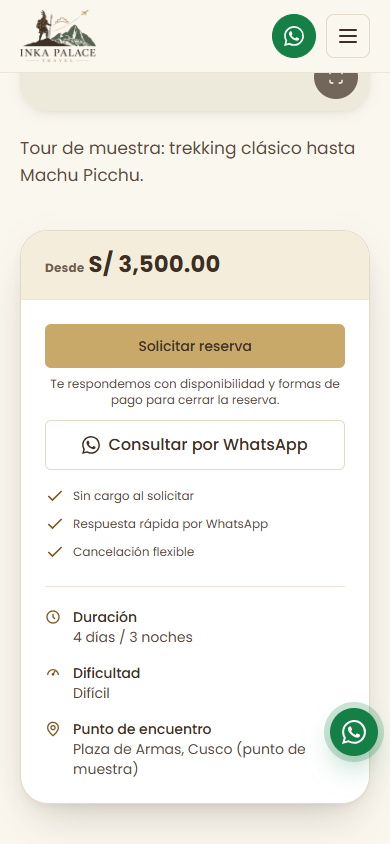 INKA PALACE
TRAVEL
Tour de muestra: trekking clásico hasta
Machu Picchu.
Desde S/ 3,500.00
Solicitar reserva
Te respondemos con disponibilidad y formas de
pago para cerrar la reserva.
Consultar por WhatsApp
Sin cargo al solicitar
Respuesta rápida por WhatsApp
Cancelación flexible
Duración
4 días / 3 noches
Dificultad
Difícil
Punto de encuentro
Plaza de Armas, Cusco (punto de
muestra)